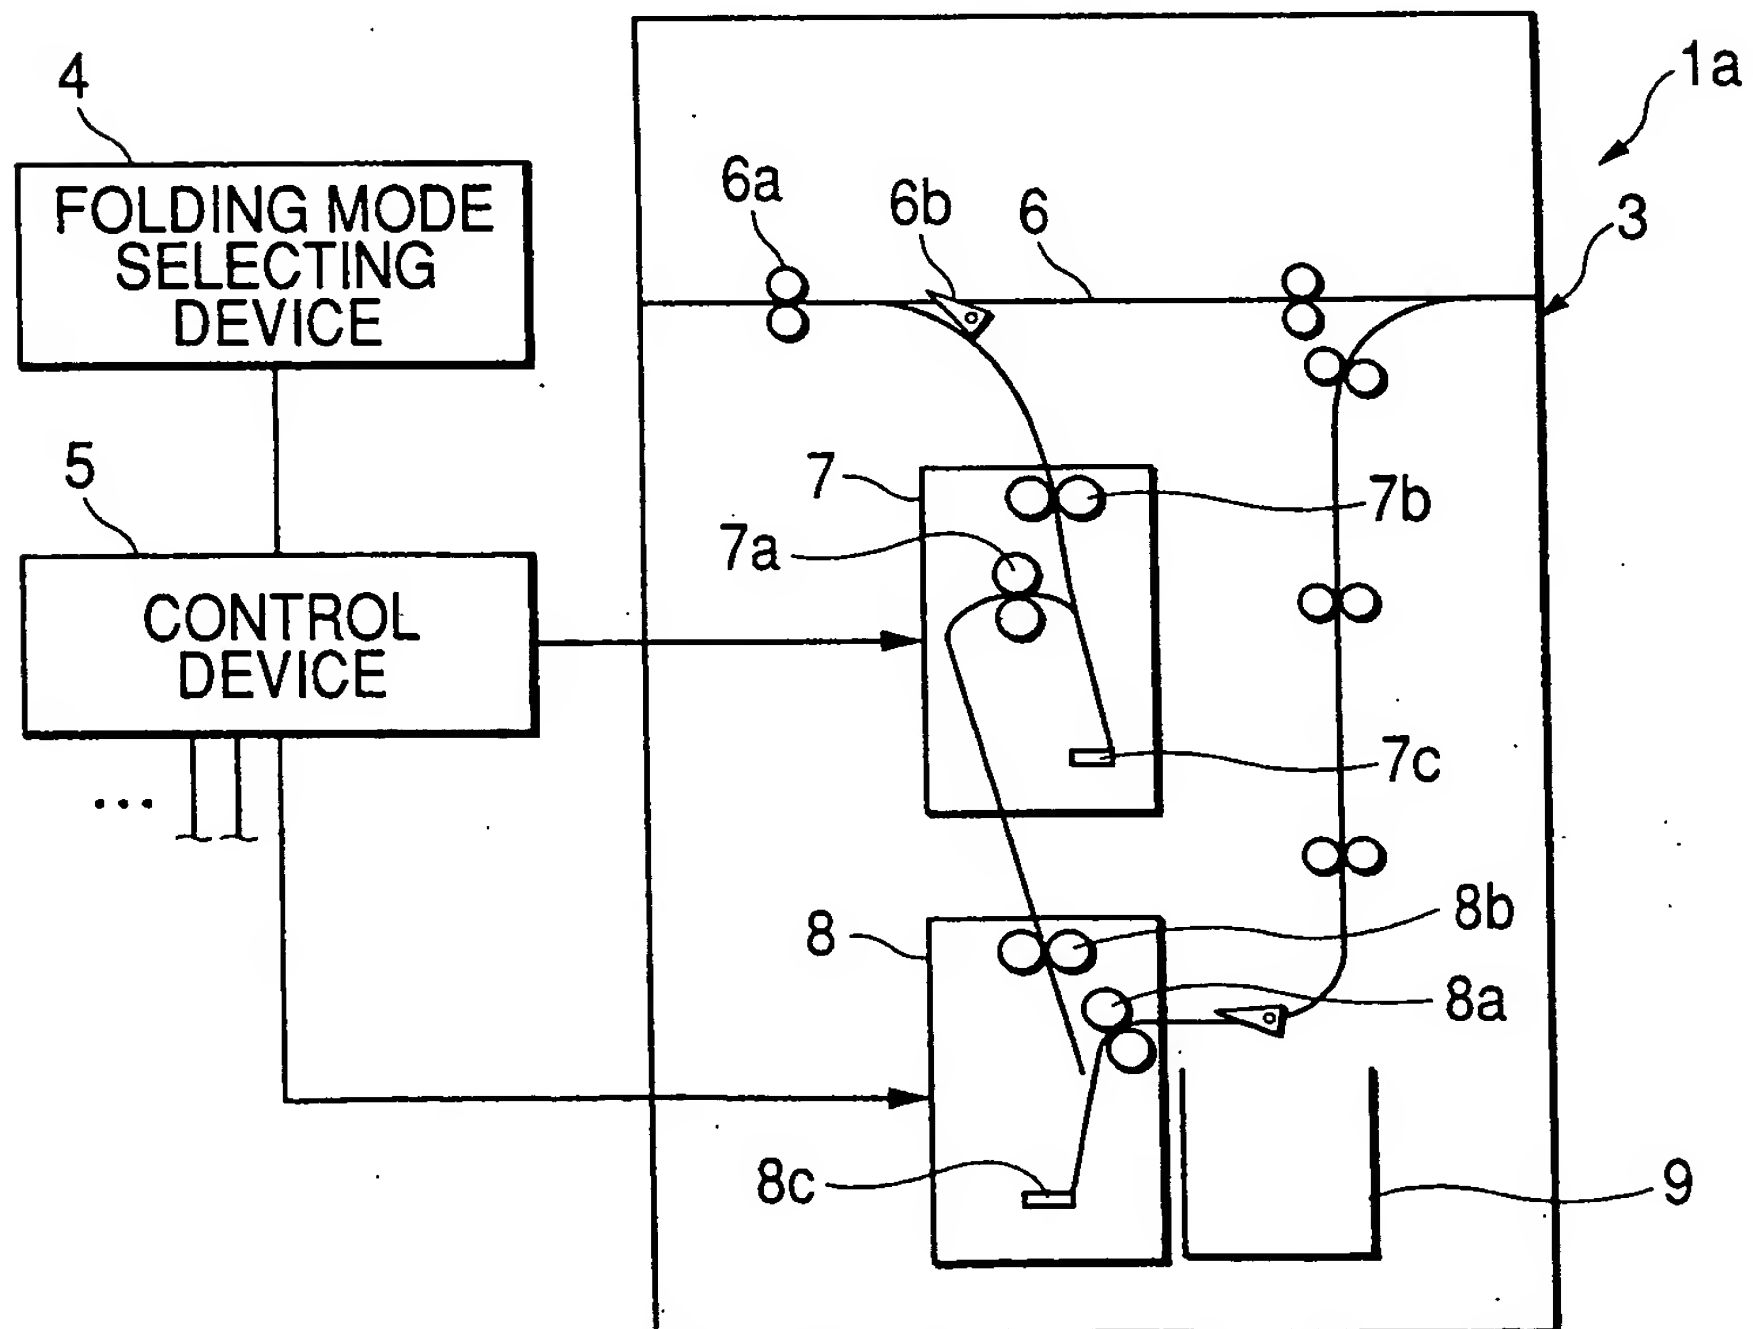 4
1a
6a
6b
6
3
FOLDING MODE
SELECTING
DEVICE
5
7
7b
7a
CONTROL
DEVICE
7c
...
8
8b
8a
8c
9